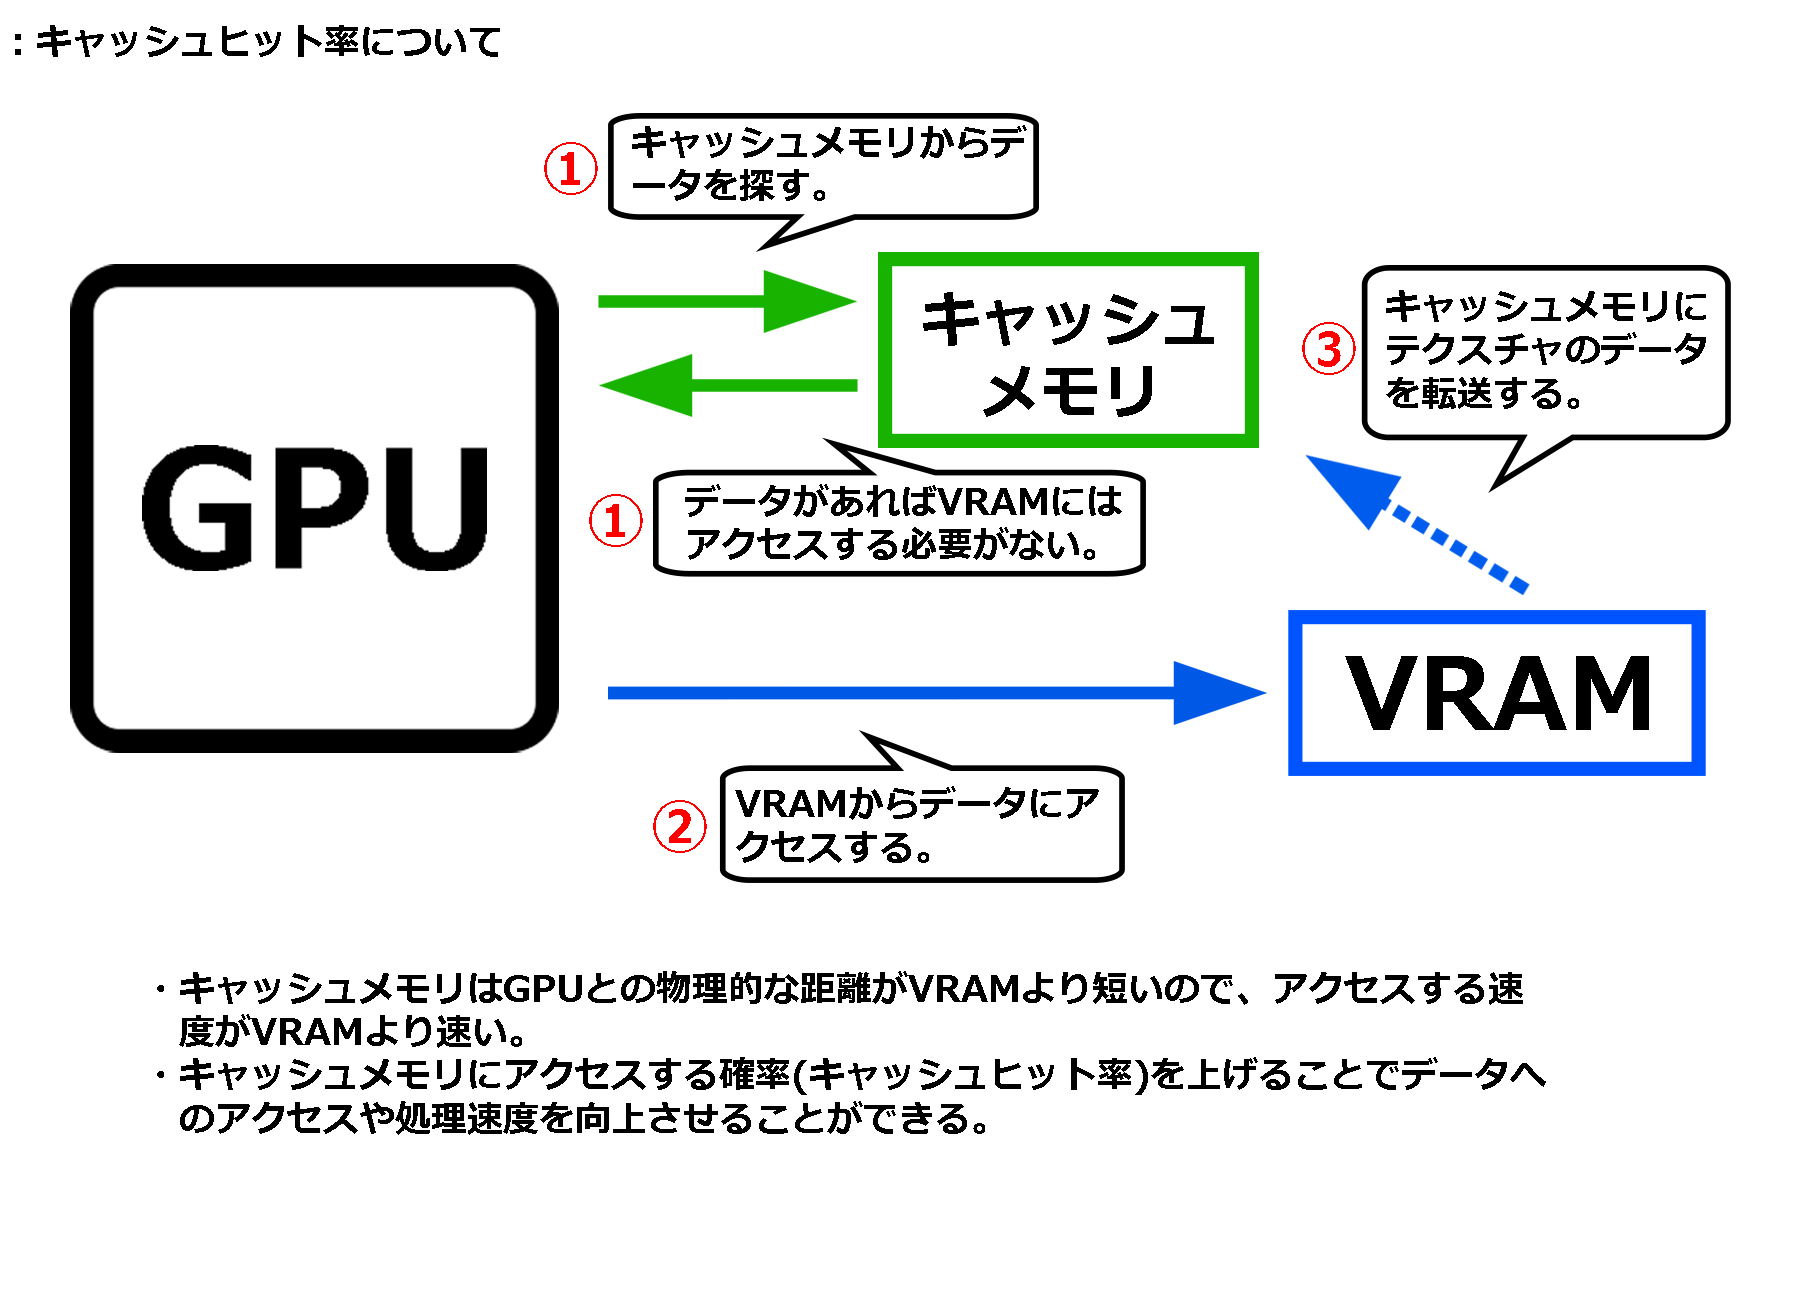 ：キャッシュヒット率について
①
キャッシュメモリからデ
ータを探す。
GPU
キャッシュ
メモリ
③
キャッシュメモリに
テクスチャのデータ
を転送する。
①
データがあればVRAMには
アクセスする必要がない。
VRAM
②
VRAMからデータにア
クセスする。
・キャッシュメモリはGPUとの物理的な距離がVRAMより短いので、アクセスする速
度がVRAMより速い。
・キャッシュメモリにアクセスする確率(キャッシュヒット率)を上げることでデータへ
のアクセスや処理速度を向上させることができる。